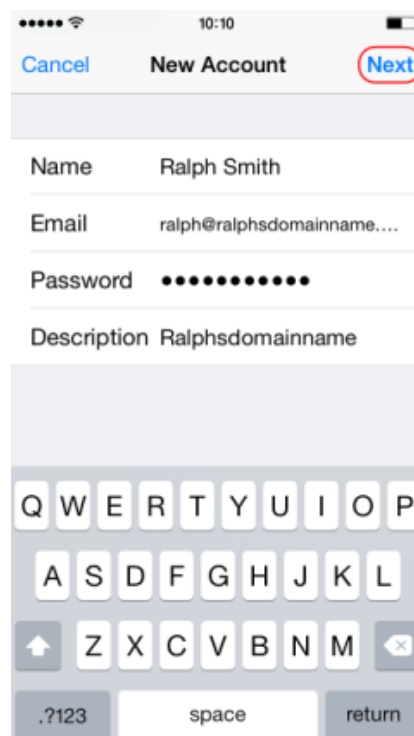 10:10
Cancel New Account Next
Name Ralph Smith
Email ralph@ralphsdomainname....
Password ●●●●●●●●●●●
Description Ralphsdomainname
Q W E R T Y U I O P
A S D F G H J K L
Z X C V B N M
.?123 space return